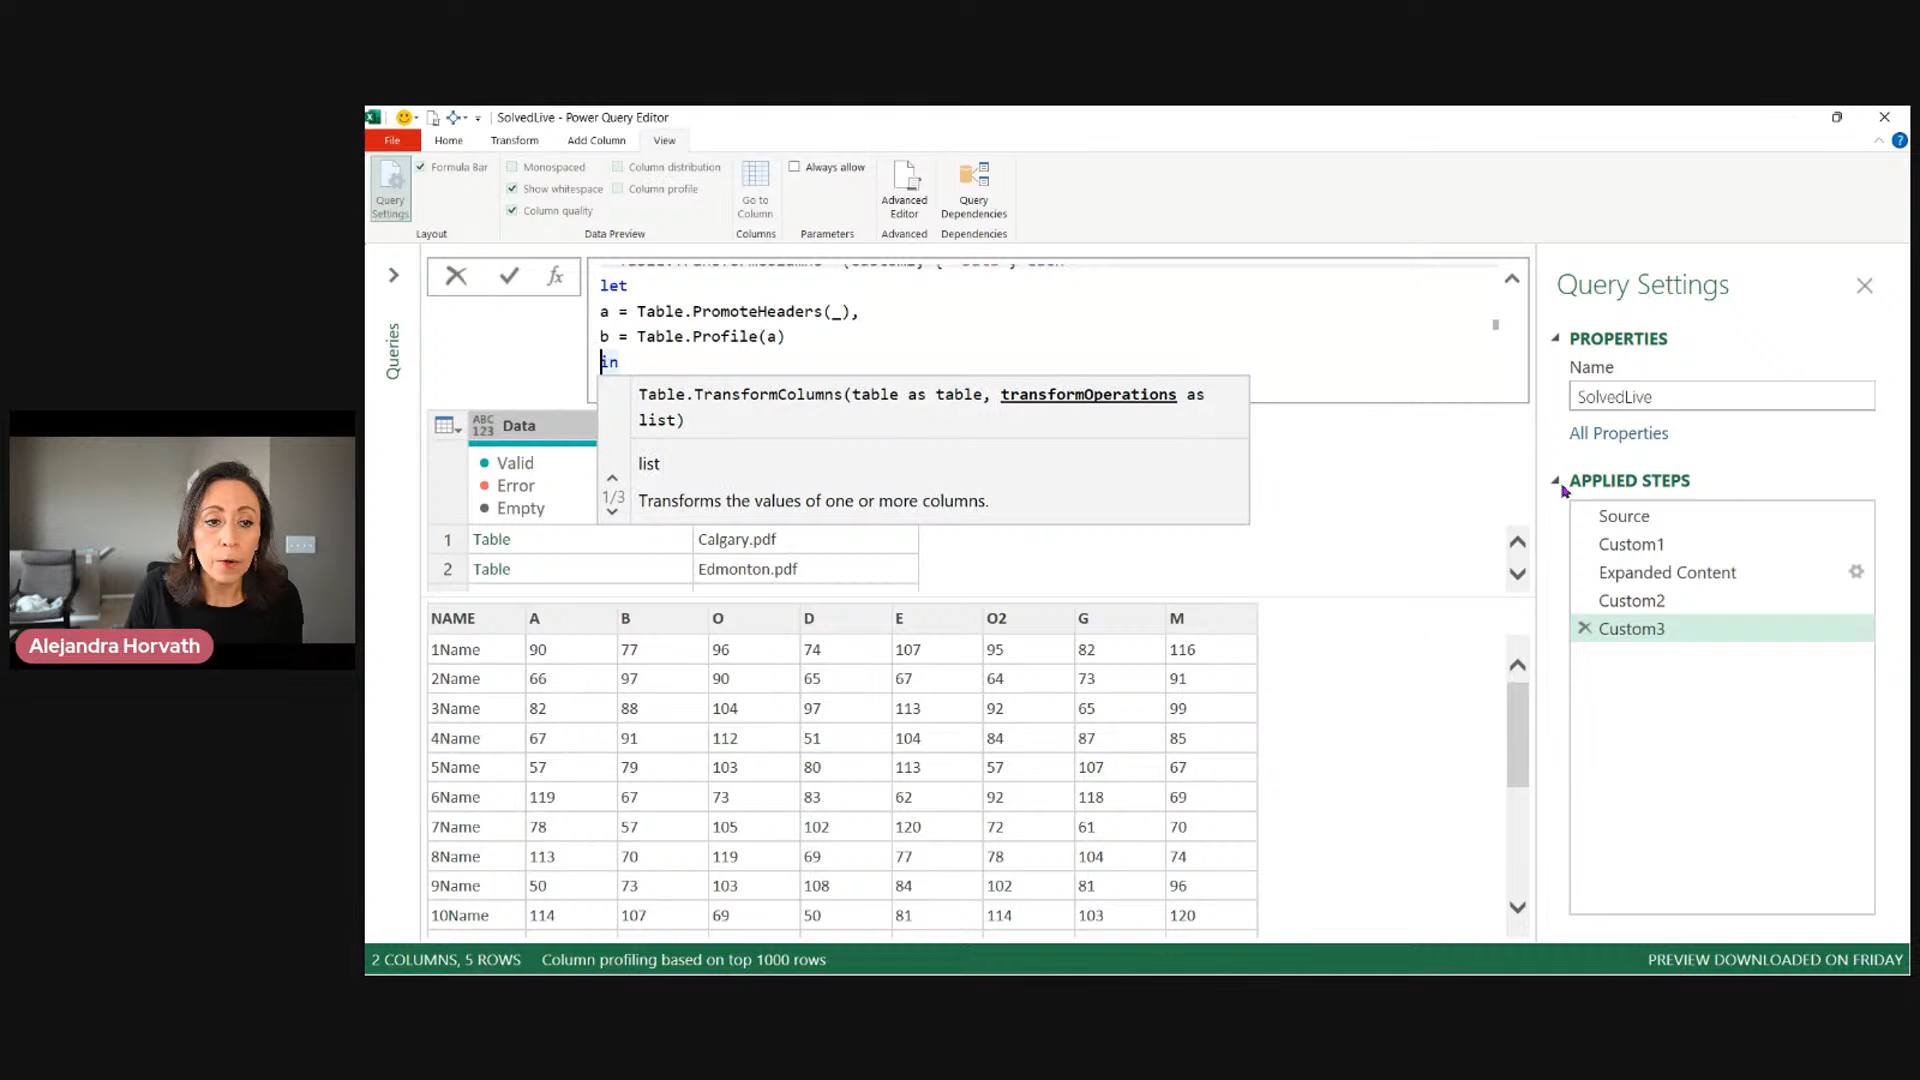 SolvedLive - Power Query Editor
File Home Transform Add Column View
Query Settings
Formula Bar
Monospaced
Show whitespace
Column quality
Column distribution
Column profile
Go to Column
Always allow
Advanced Editor
Query Dependencies
Layout Data Preview Columns Parameters Advanced Dependencies
Queries
fx
let
a = Table.PromoteHeaders(_),
b = Table.Profile(a)
in
Table.TransformColumns(table as table, transformOperations as
list)
list
1/3
Transforms the values of one or more columns.
ABC
123
Data
Valid
Error
Empty
1 Table Calgary.pdf
2 Table Edmonton.pdf
NAME A B O D E O2 G M
1Name 90 77 96 74 107 95 82 116
2Name 66 97 90 65 67 64 73 91
3Name 82 88 104 97 113 92 65 99
4Name 67 91 112 51 104 84 87 85
5Name 57 79 103 80 113 57 107 67
6Name 119 67 73 83 62 92 118 69
7Name 78 57 105 102 120 72 61 70
8Name 113 70 119 69 77 78 104 74
9Name 50 73 103 108 84 102 81 96
10Name 114 107 69 50 81 114 103 120
Query Settings
PROPERTIES
Name
SolvedLive
All Properties
APPLIED STEPS
Source
Custom1
Expanded Content
Custom2
Custom3
Alejandra Horvath
2 COLUMNS, 5 ROWS Column profiling based on top 1000 rows
PREVIEW DOWNLOADED ON FRIDAY